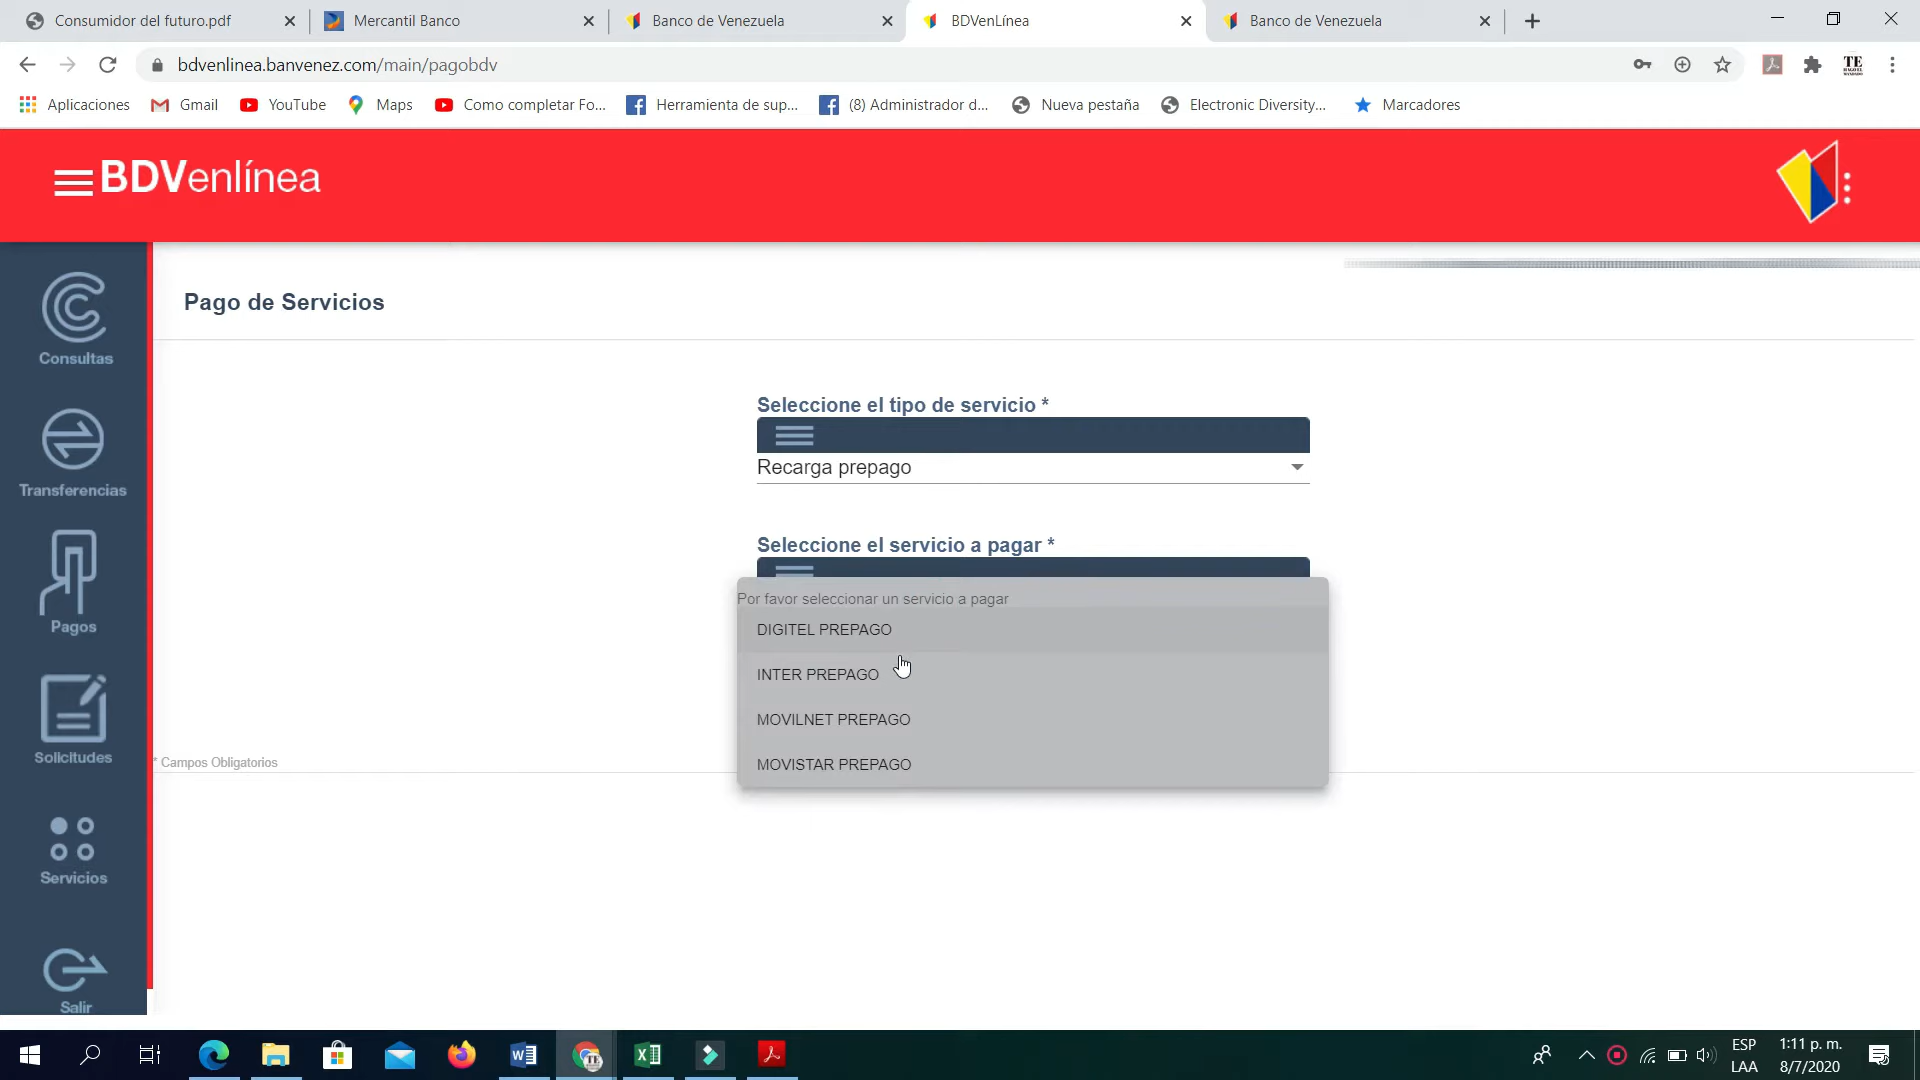 Consumidor del futuro.pdf
Mercantil Banco
Banco de Venezuela
BDVenLínea
Banco de Venezuela
bdvenlinea.banvenez.com/main/pagobdv
TE
Aplicaciones
Gmail
YouTube
Maps
Como completar Fo...
Herramienta de sup...
(8) Administrador d...
Nueva pestaña
Electronic Diversity...
Marcadores
BDVenlínea
Consultas
Transferencias
Pagos
Solicitudes
Servicios
Salir
Pago de Servicios
Seleccione el tipo de servicio *
Recarga prepago
Seleccione el servicio a pagar *
Por favor seleccionar un servicio a pagar
DIGITEL PREPAGO
INTER PREPAGO
MOVILNET PREPAGO
MOVISTAR PREPAGO
* Campos Obligatorios
ESP
LAA
1:11 p. m.
8/7/2020